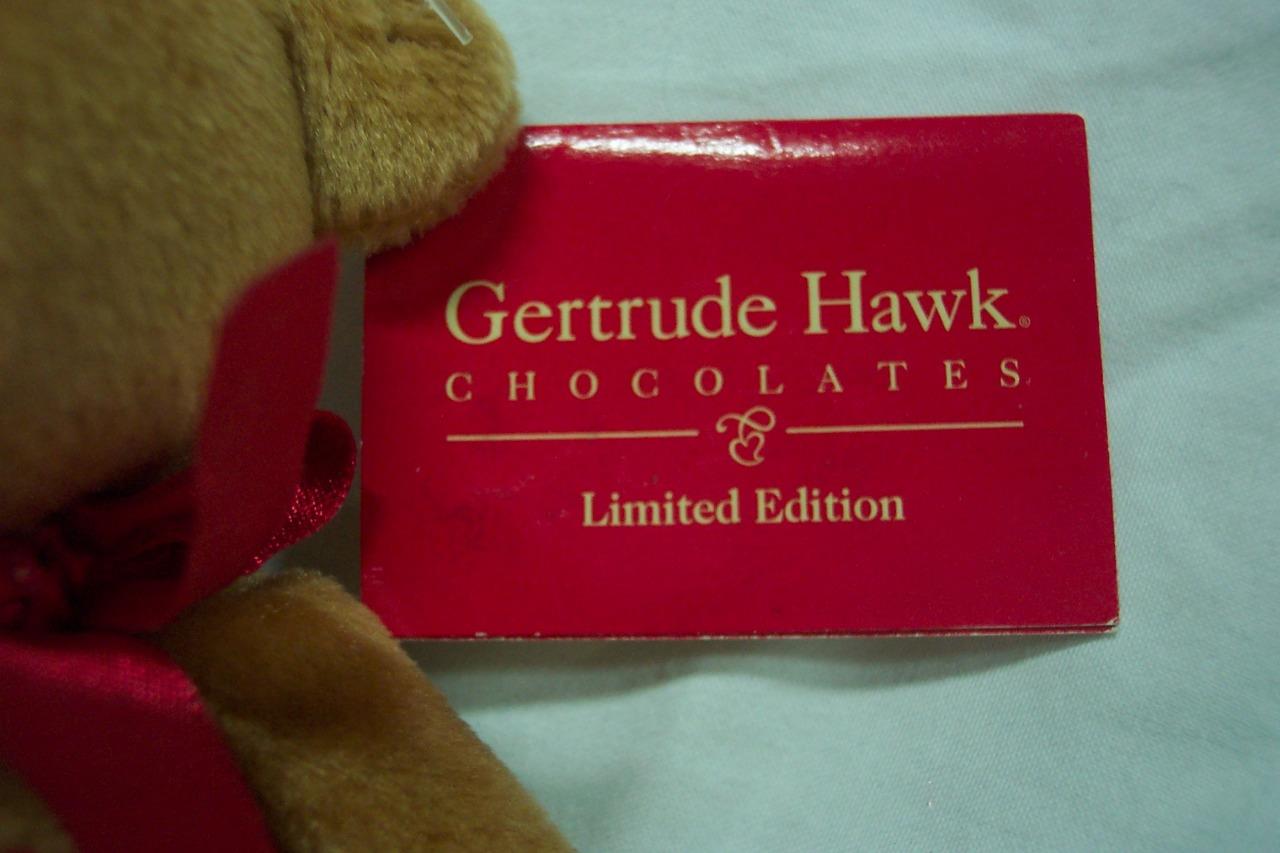 Gertrude Hawk®
CHOCOLATES
Limited Edition